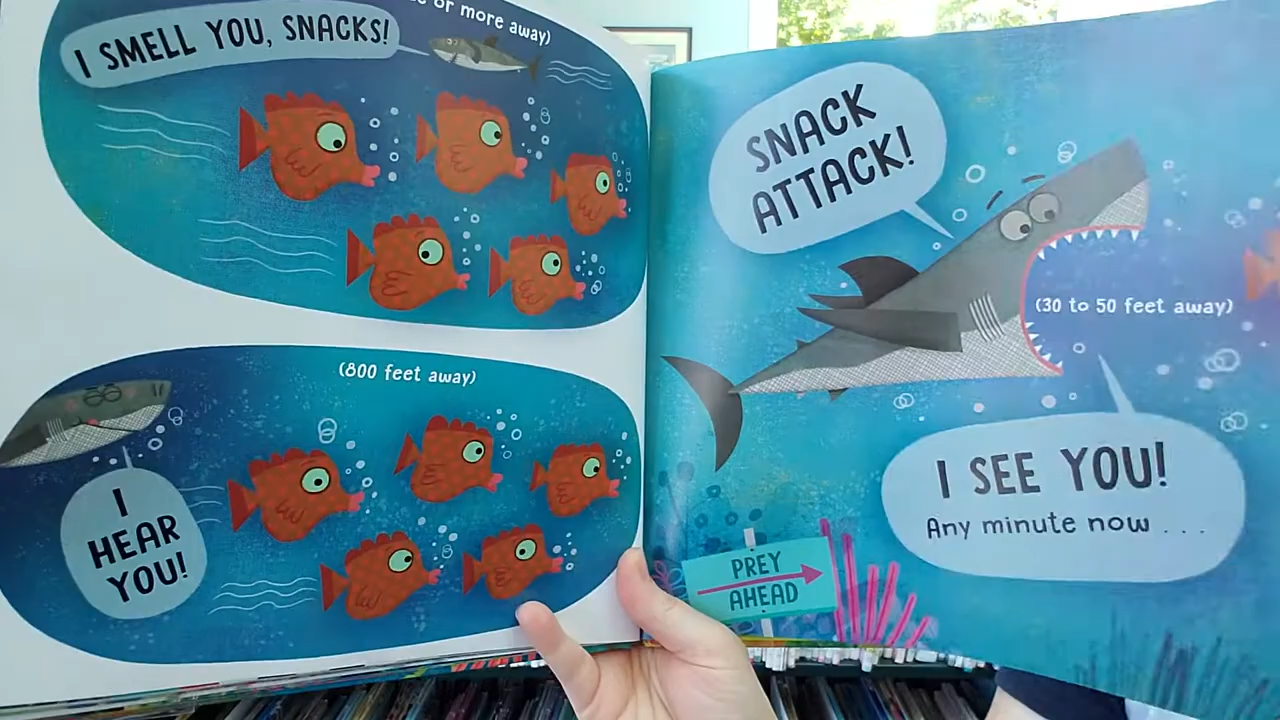 or more away)
I SMELL YOU, SNACKS!
(800 feet away)
I
HEAR
YOU!
SNACK
ATTACK!
(30 to 50 feet away)
I SEE YOU!
Any minute now . . . .
PREY
AHEAD